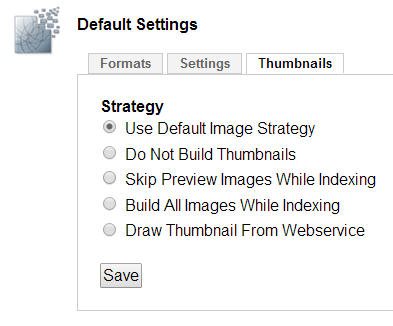 Default Settings
Formats Settings Thumbnails
Strategy
Use Default Image Strategy
Do Not Build Thumbnails
Skip Preview Images While Indexing
Build All Images While Indexing
Draw Thumbnail From Webservice
Save